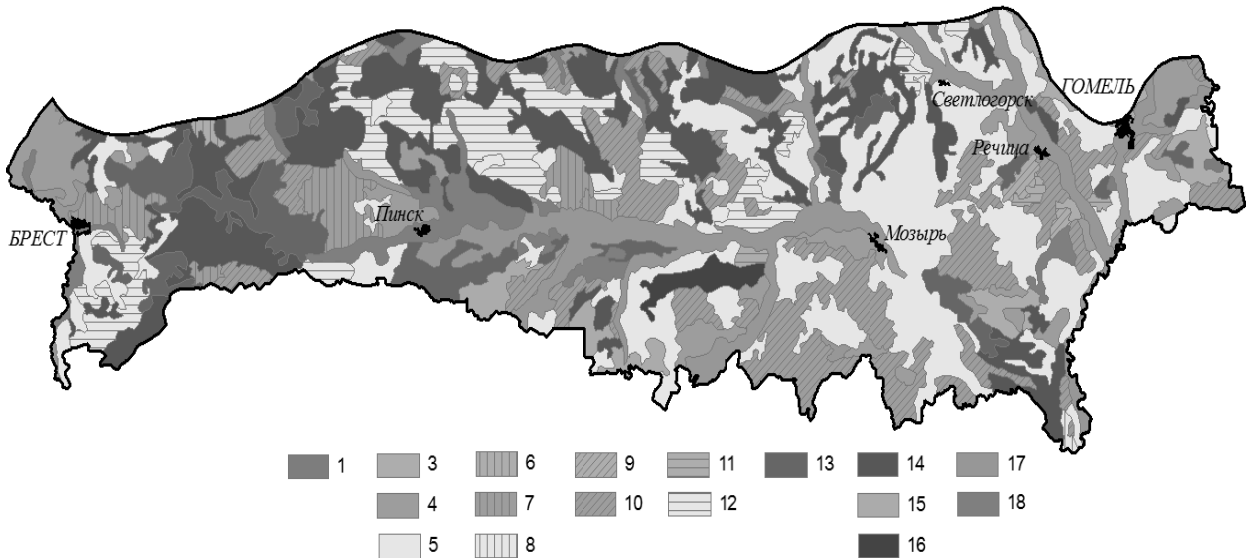 ГОМЕЛЬ
Светлогорск
Речица
Пинск
БРЕСТ
Мозырь
1 3 6 9 11 13 14 17
4 7 10 12 15 18
5 8 16